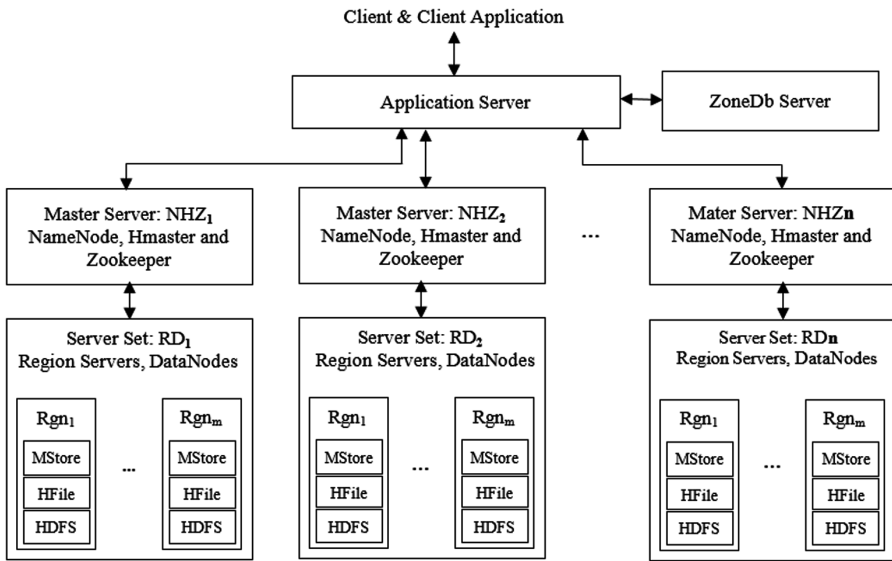 Client & Client Application
Application Server
ZoneDb Server
Master Server: NHZ₁
NameNode, Hmaster and
Zookeeper
Master Server: NHZ₂
NameNode, Hmaster and
Zookeeper
...
Mater Server: NHZn
NameNode, Hmaster and
Zookeeper
Server Set: RD₁
Region Servers, DataNodes
Rgn₁
MStore
HFile
HDFS
...
Rgnₘ
MStore
HFile
HDFS
Server Set: RD₂
Region Servers, DataNodes
Rgn₁
MStore
HFile
HDFS
...
Rgnₘ
MStore
HFile
HDFS
Server Set: RDn
Region Servers, DataNodes
Rgn₁
MStore
HFile
HDFS
...
Rgnₘ
MStore
HFile
HDFS